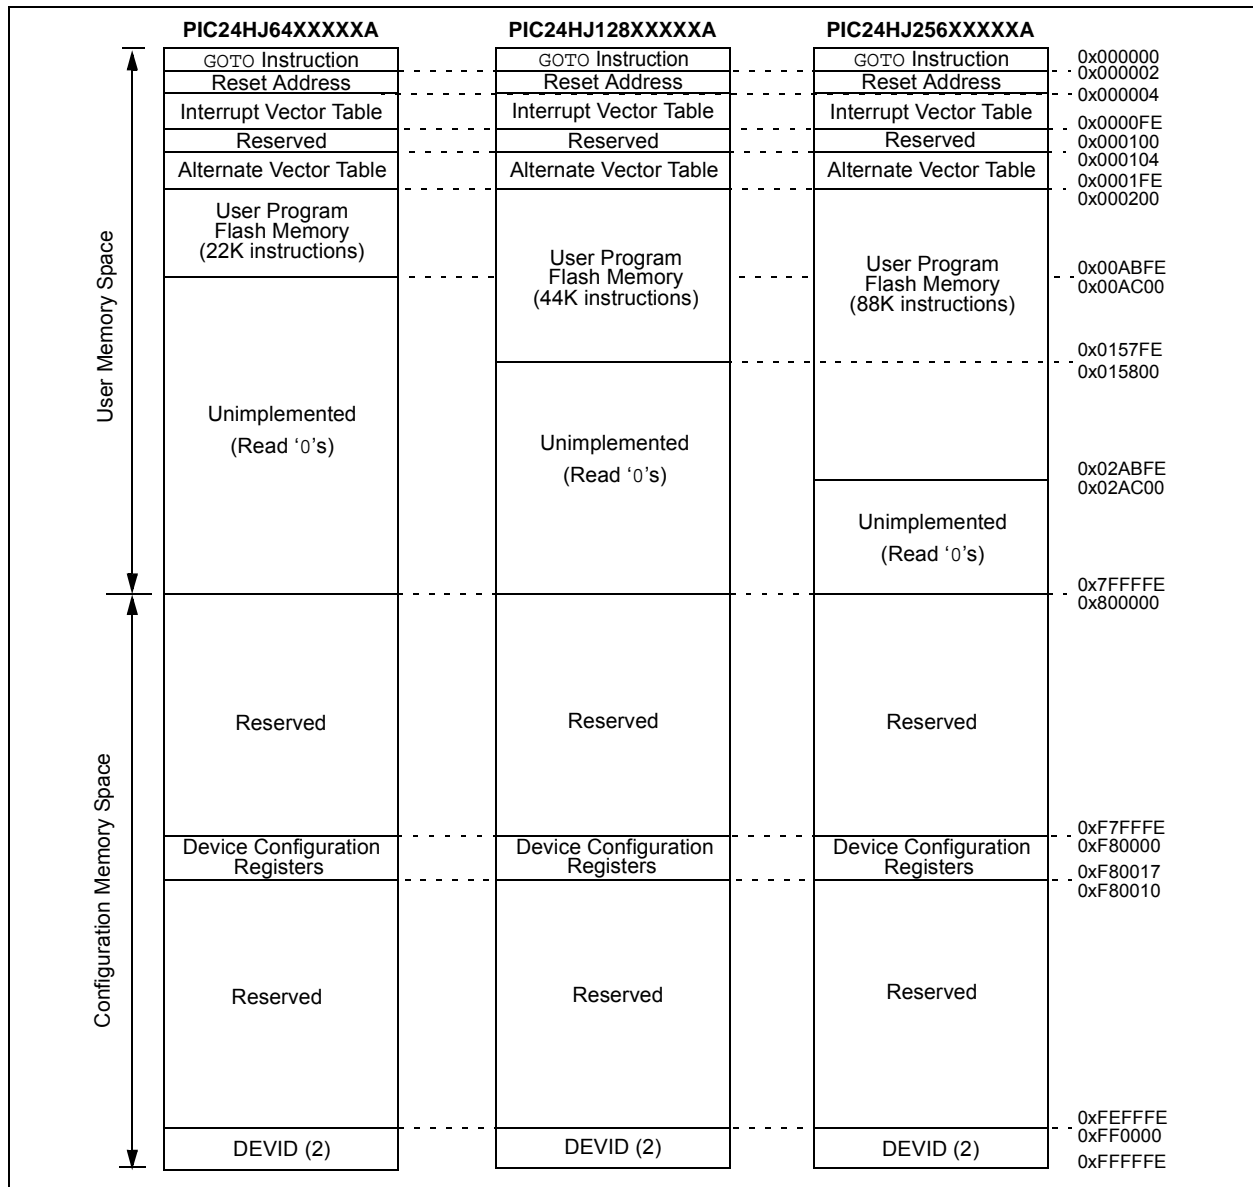 PIC24HJ64XXXXXA PIC24HJ128XXXXXA PIC24HJ256XXXXXA
GOTO Instruction GOTO Instruction GOTO Instruction 0x000000
0x000002
Reset Address Reset Address Reset Address
0x000004
Interrupt Vector Table Interrupt Vector Table Interrupt Vector Table
0x0000FE
Reserved Reserved Reserved 0x000100
0x000104
Alternate Vector Table Alternate Vector Table Alternate Vector Table
0x0001FE
0x000200
User Program
Flash Memory
(22K instructions)
User Program
Flash Memory
(44K instructions)
User Program
Flash Memory
(88K instructions)
0x00ABFE
0x00AC00
0x0157FE
0x015800
User Memory Space
Unimplemented
(Read ‘0’s)
Unimplemented
(Read ‘0’s)
0x02ABFE
0x02AC00
Unimplemented
(Read ‘0’s)
0x7FFFFE
0x800000
Reserved Reserved Reserved
Configuration Memory Space
0xF7FFFE
0xF80000
Device Configuration
Registers
Device Configuration
Registers
Device Configuration
Registers
0xF80017
0xF80010
Reserved Reserved Reserved
0xFEFFFE
0xFF0000
DEVID (2) DEVID (2) DEVID (2)
0xFFFFFE